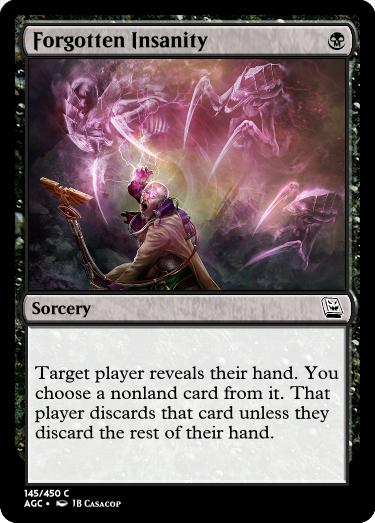 Forgotten Insanity
Sorcery
Target player reveals their hand. You
choose a nonland card from it. That
player discards that card unless they
discard the rest of their hand.
145/450 C
AGC • JB Casacop